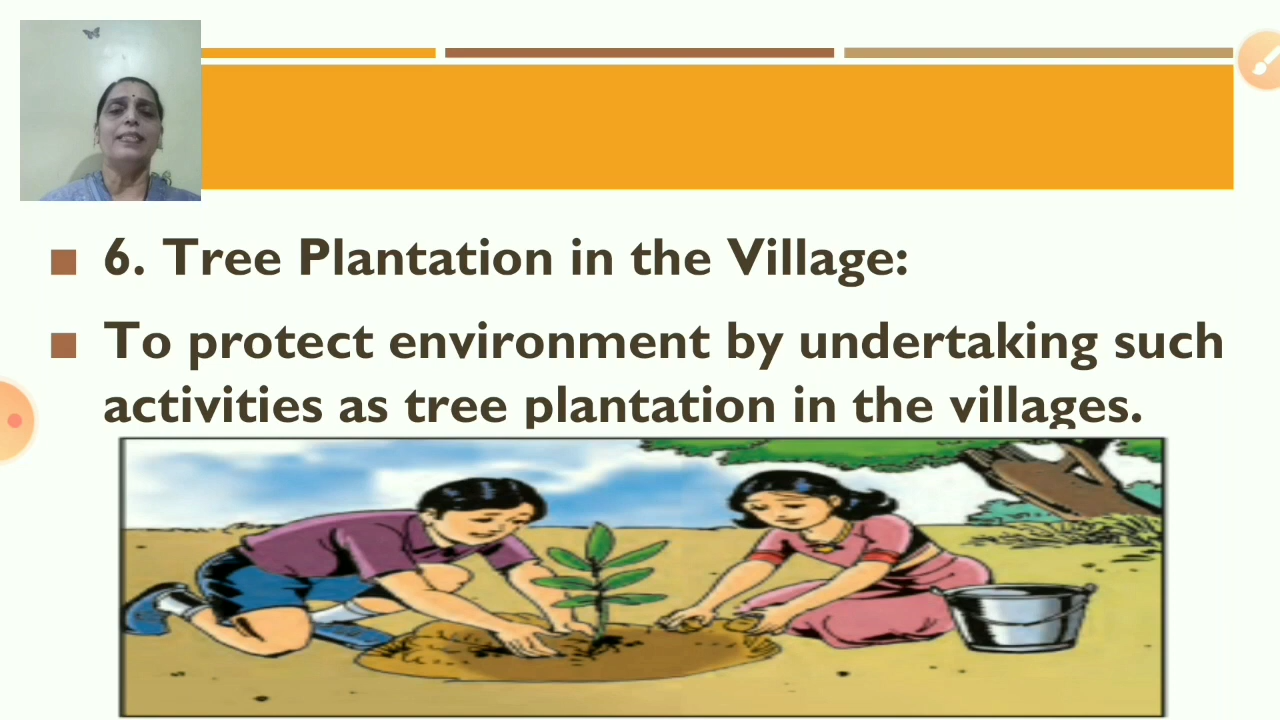 6. Tree Plantation in the Village:
To protect environment by undertaking such
activities as tree plantation in the villages.